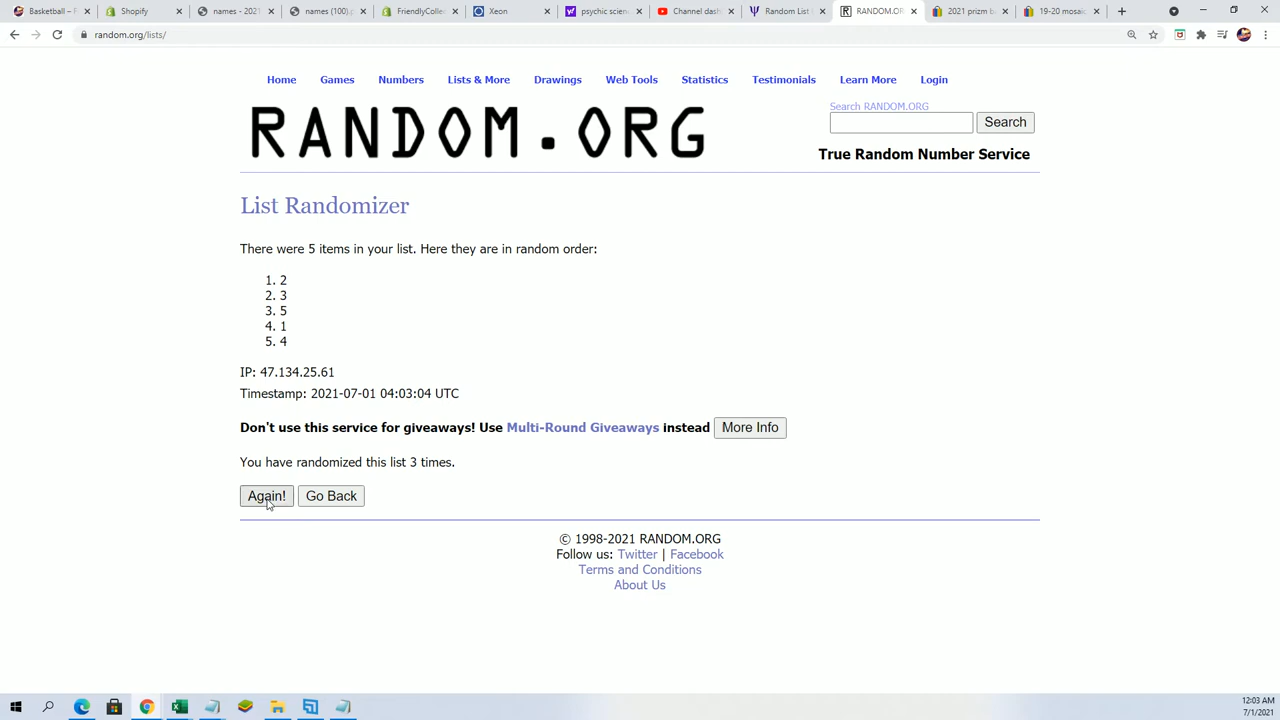 Basketball – F
Shopify
names - 2021
names (100).p
FriendlyCollec
Xeon
psychic scien
Channel dash
Random List
RANDOM.OR
2021 prizm b
19-20 mosaic
random.org/lists/
Home Games Numbers Lists & More Drawings Web Tools Statistics Testimonials Learn More Login
RANDOM.ORG
Search RANDOM.ORG
Search
True Random Number Service
List Randomizer
There were 5 items in your list. Here they are in random order:
1. 2
2. 3
3. 5
4. 1
5. 4
IP: 47.134.25.61
Timestamp: 2021-07-01 04:03:04 UTC
Don't use this service for giveaways! Use Multi-Round Giveaways instead More Info
You have randomized this list 3 times.
Again! Go Back
© 1998-2021 RANDOM.ORG
Follow us: Twitter | Facebook
Terms and Conditions
About Us
12:03 AM
7/1/2021